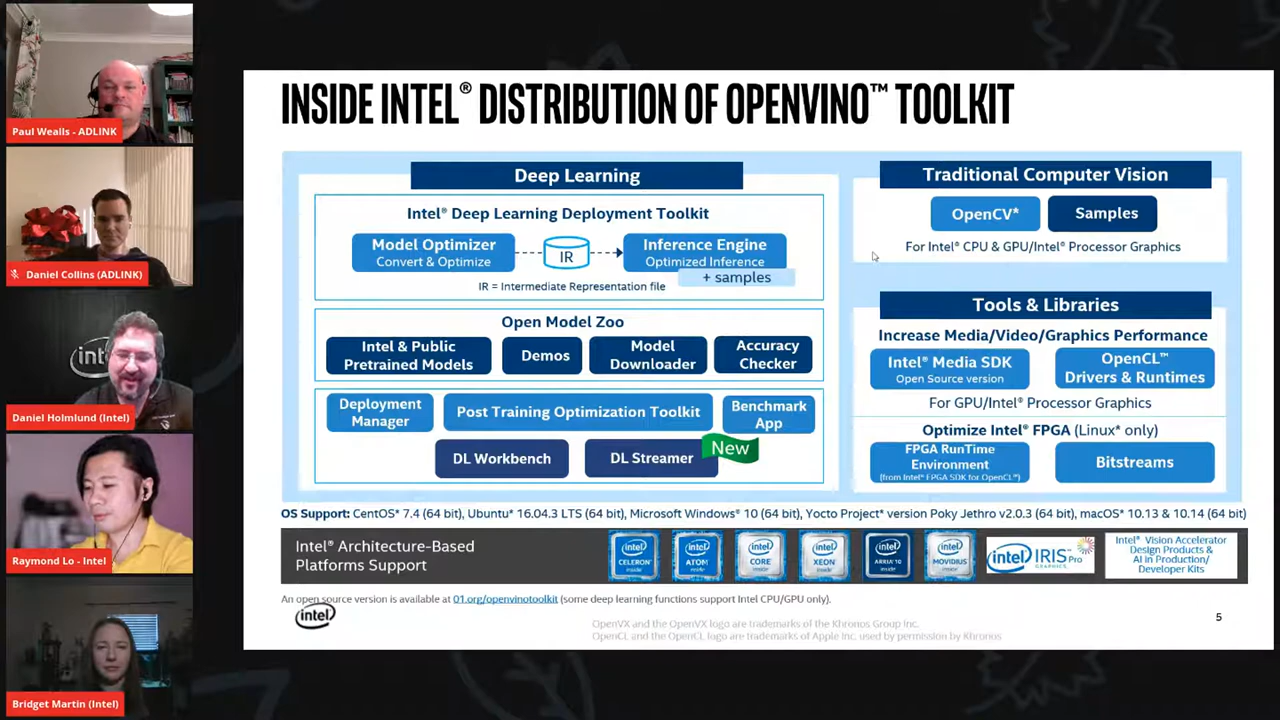 Paul Wealls - ADLINK
Daniel Collins (ADLINK)
int
Daniel Holmlund (Intel)
Raymond Lo - Intel
Bridget Martin (Intel)
INSIDE INTEL® DISTRIBUTION OF OPENVINO™ TOOLKIT
Deep Learning
Intel® Deep Learning Deployment Toolkit
Model Optimizer
Convert & Optimize
IR
Inference Engine
Optimized Inference
+ samples
IR = Intermediate Representation file
Open Model Zoo
Intel & Public
Pretrained Models
Demos
Model
Downloader
Accuracy
Checker
Deployment
Manager
Post Training Optimization Toolkit
Benchmark
App
DL Workbench
DL Streamer
New
Traditional Computer Vision
OpenCV*
Samples
For Intel® CPU & GPU/Intel® Processor Graphics
Tools & Libraries
Increase Media/Video/Graphics Performance
Intel® Media SDK
Open Source version
OpenCL™
Drivers & Runtimes
For GPU/Intel® Processor Graphics
Optimize Intel® FPGA (Linux* only)
FPGA RunTime
Environment
(from Intel® FPGA SDK for OpenCL™)
Bitstreams
OS Support: CentOS* 7.4 (64 bit), Ubuntu* 16.04.3 LTS (64 bit), Microsoft Windows* 10 (64 bit), Yocto Project* version Poky Jethro v2.0.3 (64 bit), macOS* 10.13 & 10.14 (64 bit)
Intel® Architecture-Based
Platforms Support
intel CELERON inside
intel ATOM inside
intel CORE inside
intel XEON inside
intel ARRIA 10 inside
intel MOVIDIUS inside
intel IRIS Pro GRAPHICS
Intel® Vision Accelerator
Design Products &
AI in Production/
Developer Kits
An open source version is available at 01.org/openvinotoolkit (some deep learning functions support Intel CPU/GPU only).
intel
OpenVX and the OpenVX logo are trademarks of the Khronos Group Inc.
OpenCL and the OpenCL logo are trademarks of Apple Inc. used by permission by Khronos
5